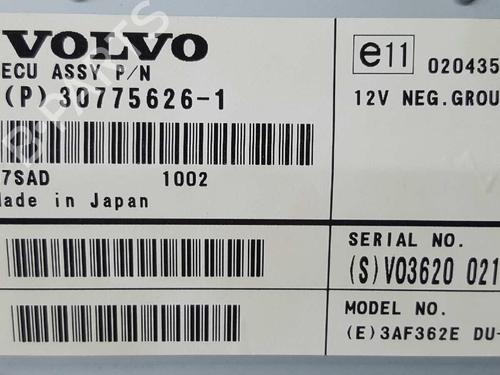 VOLVO
ECU ASSY P/N
(P)30775626-1
7SAD 1002
Made in Japan
e11 020435
12V NEG.GROU
SERIAL NO.
(S)V03620 021
MODEL NO.
(E)3AF362E DU-